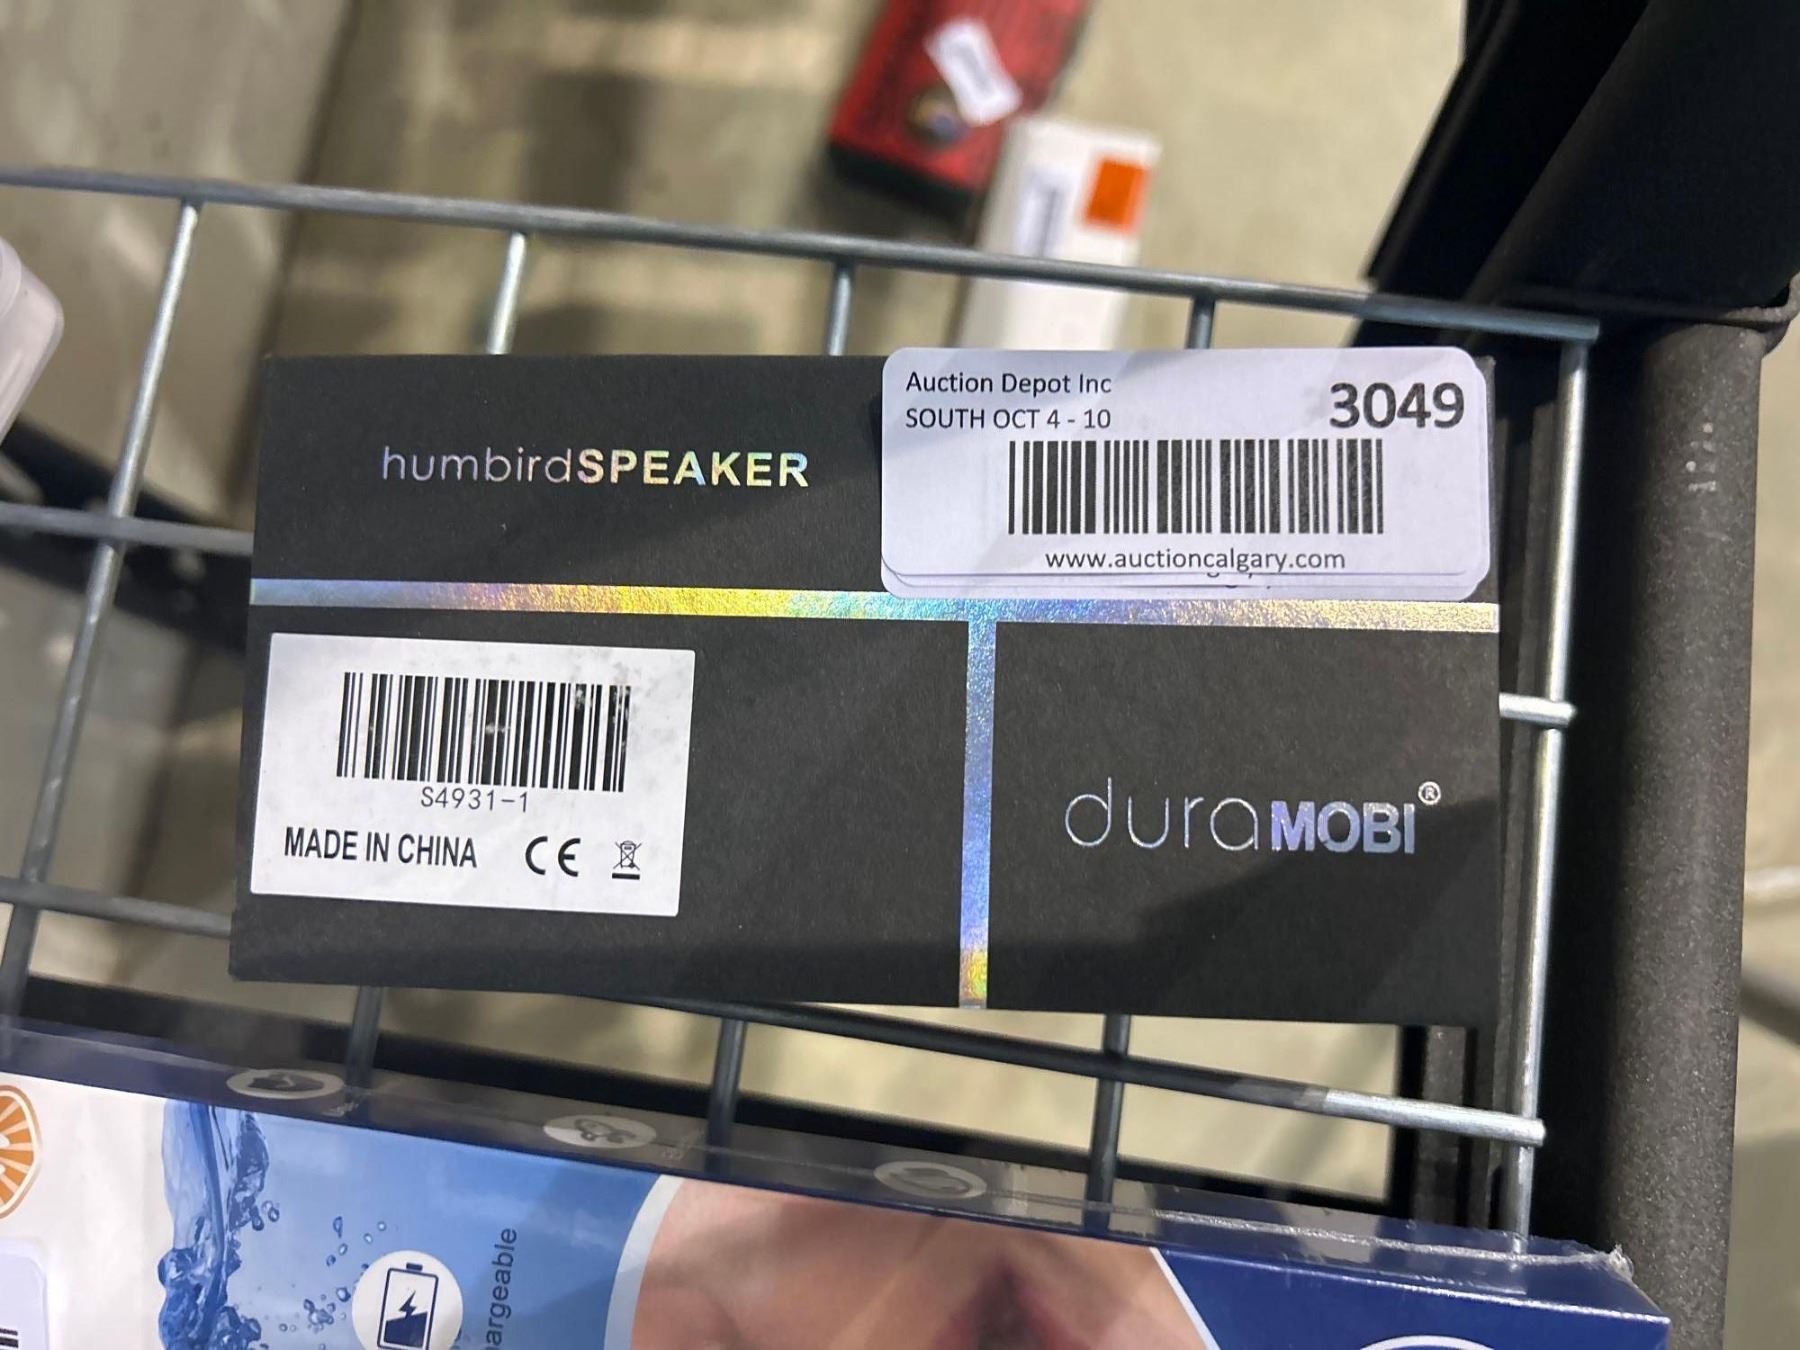 Auction Depot Inc
SOUTH OCT 4 - 10
3049
www.auctioncalgary.com
humbirdSPEAKER
S4931-1
MADE IN CHINA CE
duraMOBI®